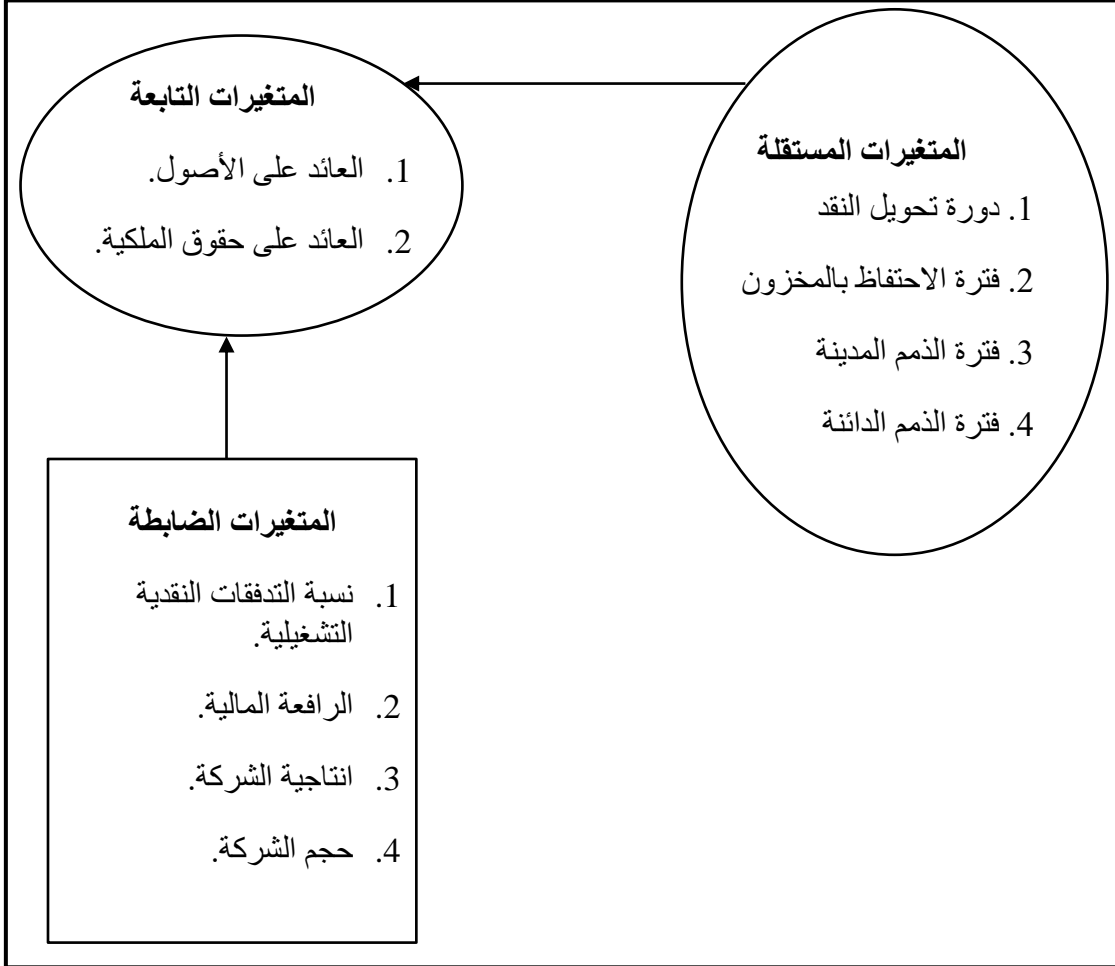 المتغيرات المستقلة
1. دورة تحويل النقد
2. فترة الاحتفاظ بالمخزون
3. فترة الذمم المدينة
4. فترة الذمم الدائنة
المتغيرات التابعة
1. العائد على الأصول.
2. العائد على حقوق الملكية.
المتغيرات الضابطة
1. نسبة التدفقات النقدية
التشغيلية.
2. الرافعة المالية.
3. انتاجية الشركة.
4. حجم الشركة.